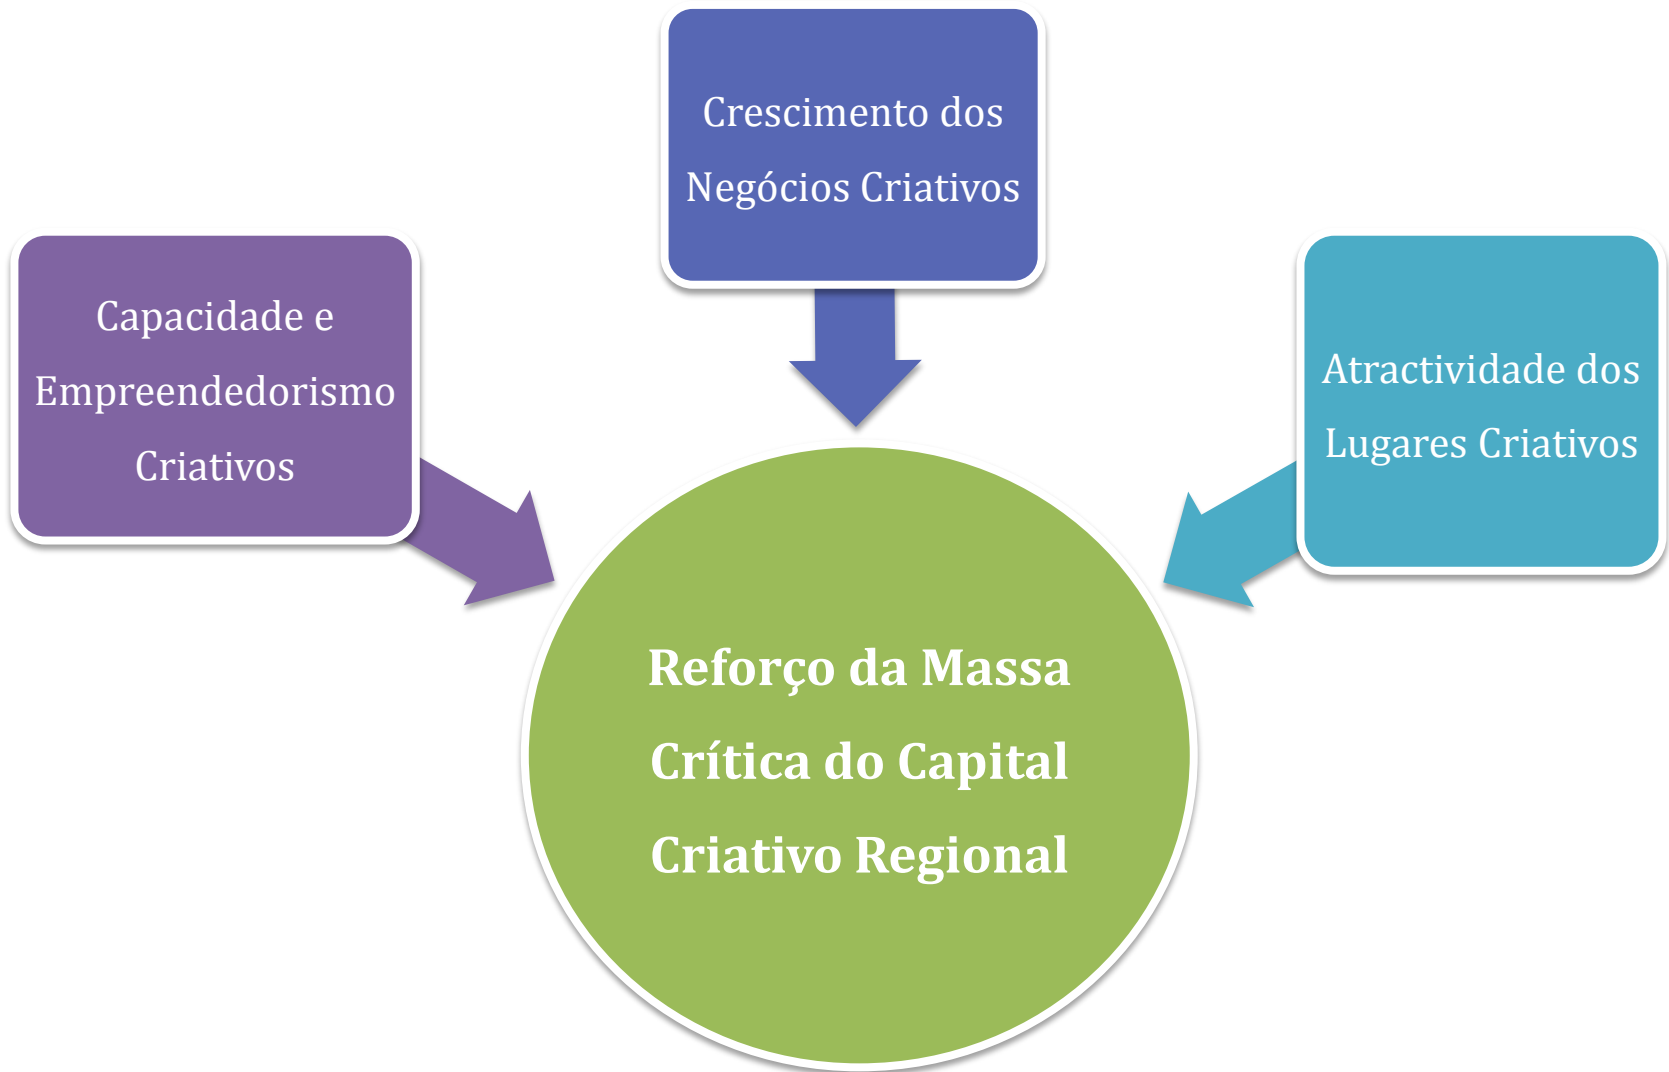 Crescimento dos
Negócios Criativos
Capacidade e
Empreendedorismo
Criativos
Atractividade dos
Lugares Criativos
Reforço da Massa
Crítica do Capital
Criativo Regional